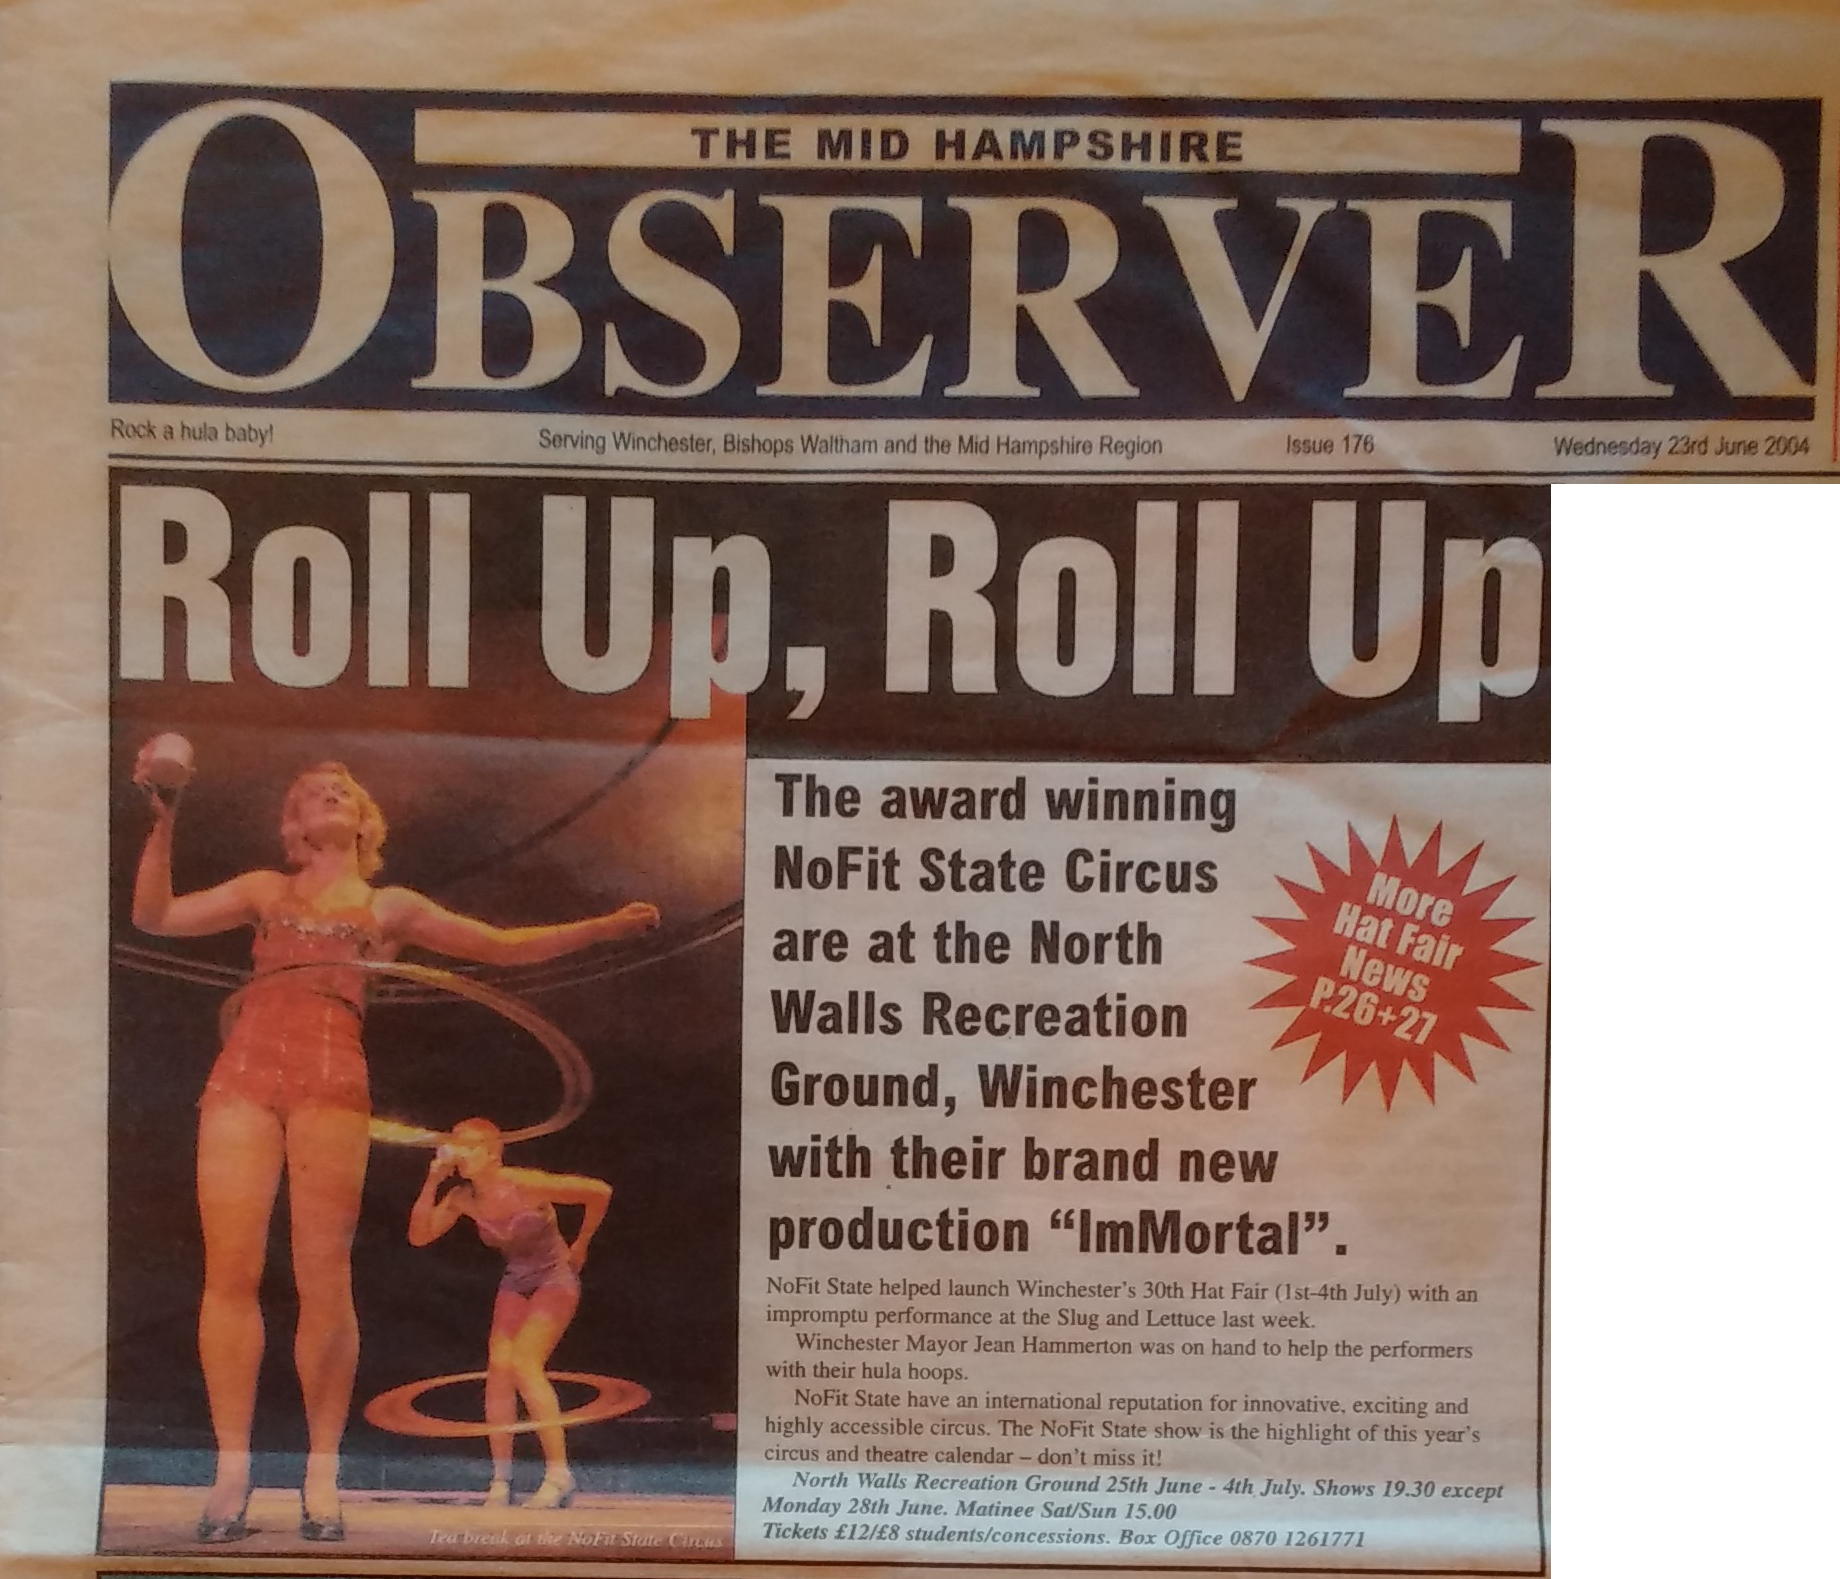 THE MID HAMPSHIRE
OBSERVER
Rock a hula baby!
Serving Winchester, Bishops Waltham and the Mid Hampshire Region
Issue 176
Wednesday 23rd June 2004
Roll Up, Roll Up
The award winning
NoFit State Circus
are at the North
Walls Recreation
Ground, Winchester
with their brand new
production “ImMortal”.
More
Hat Fair
News
P.26+27
NoFit State helped launch Winchester’s 30th Hat Fair (1st-4th July) with an
impromptu performance at the Slug and Lettuce last week.
Winchester Mayor Jean Hammerton was on hand to help the performers
with their hula hoops.
NoFit State have an international reputation for innovative, exciting and
highly accessible circus. The NoFit State show is the highlight of this year’s
circus and theatre calendar – don’t miss it!
North Walls Recreation Ground 25th June - 4th July. Shows 19.30 except
Monday 28th June. Matinee Sat/Sun 15.00
Tickets £12/£8 students/concessions. Box Office 0870 1261771
Tea break at the NoFit State Circus